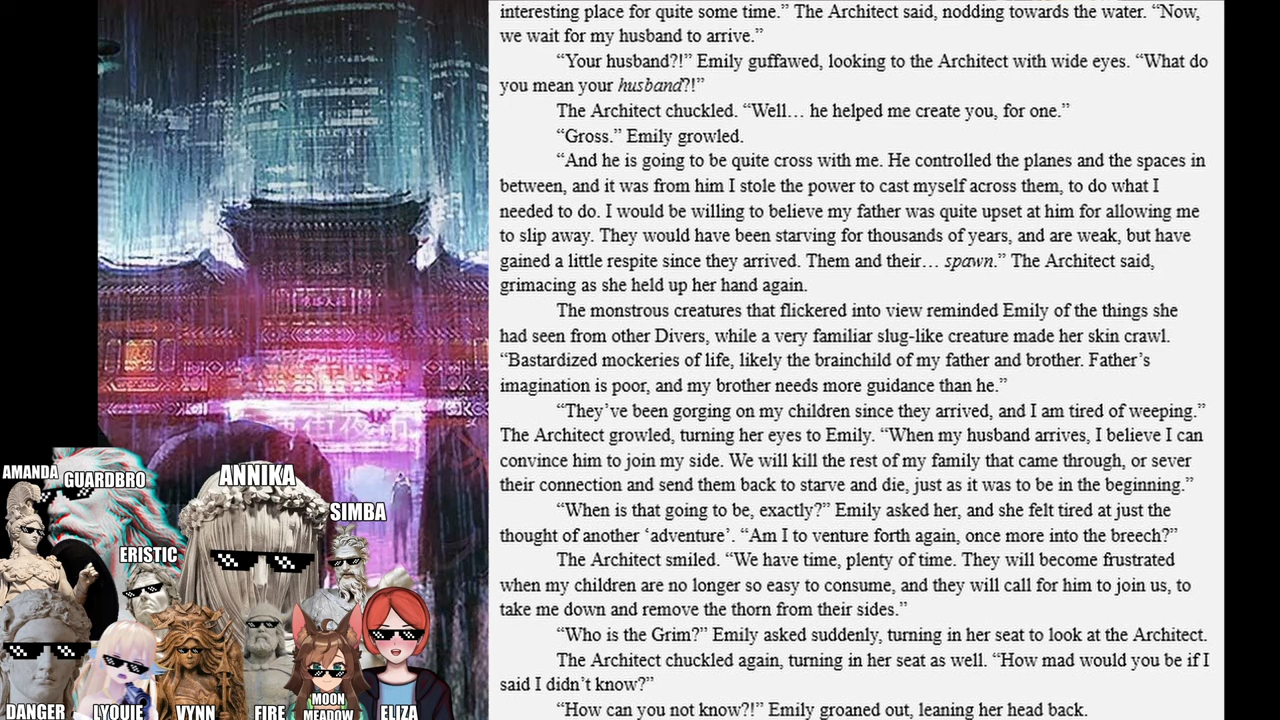 interesting place for quite some time.” The Architect said, nodding towards the water. “Now,
we wait for my husband to arrive.”
“Your husband?!” Emily guffawed, looking to the Architect with wide eyes. “What do
you mean your husband?!”
The Architect chuckled. “Well… he helped me create you, for one.”
“Gross.” Emily growled.
“And he is going to be quite cross with me. He controlled the planes and the spaces in
between, and it was from him I stole the power to cast myself across them, to do what I
needed to do. I would be willing to believe my father was quite upset at him for allowing me
to slip away. They would have been starving for thousands of years, and are weak, but have
gained a little respite since they arrived. Them and their… spawn.” The Architect said,
grimacing as she held up her hand again.
The monstrous creatures that flickered into view reminded Emily of the things she
had seen from other Divers, while a very familiar slug-like creature made her skin crawl.
“Bastardized mockeries of life, likely the brainchild of my father and brother. Father’s
imagination is poor, and my brother needs more guidance than he.”
“They’ve been gorging on my children since they arrived, and I am tired of weeping.”
The Architect growled, turning her eyes to Emily. “When my husband arrives, I believe I can
convince him to join my side. We will kill the rest of my family that came through, or sever
their connection and send them back to starve and die, just as it was to be in the beginning.”
“When is that going to be, exactly?” Emily asked her, and she felt tired at just the
thought of another ‘adventure’. “Am I to venture forth again, once more into the breech?”
The Architect smiled. “We have time, plenty of time. They will become frustrated
when my children are no longer so easy to consume, and they will call for him to join us, to
take me down and remove the thorn from their sides.”
“Who is the Grim?” Emily asked suddenly, turning in her seat to look at the Architect.
The Architect chuckled again, turning in her seat as well. “How mad would you be if I
said I didn’t know?”
“How can you not know?!” Emily groaned out, leaning her head back.
AMANDA
GUARDBRO
ANNIKA
SIMBA
ERISTIC
DANGER
LYQUIE
VYNN
FIRE
MOON
MEADOW
ELIZA